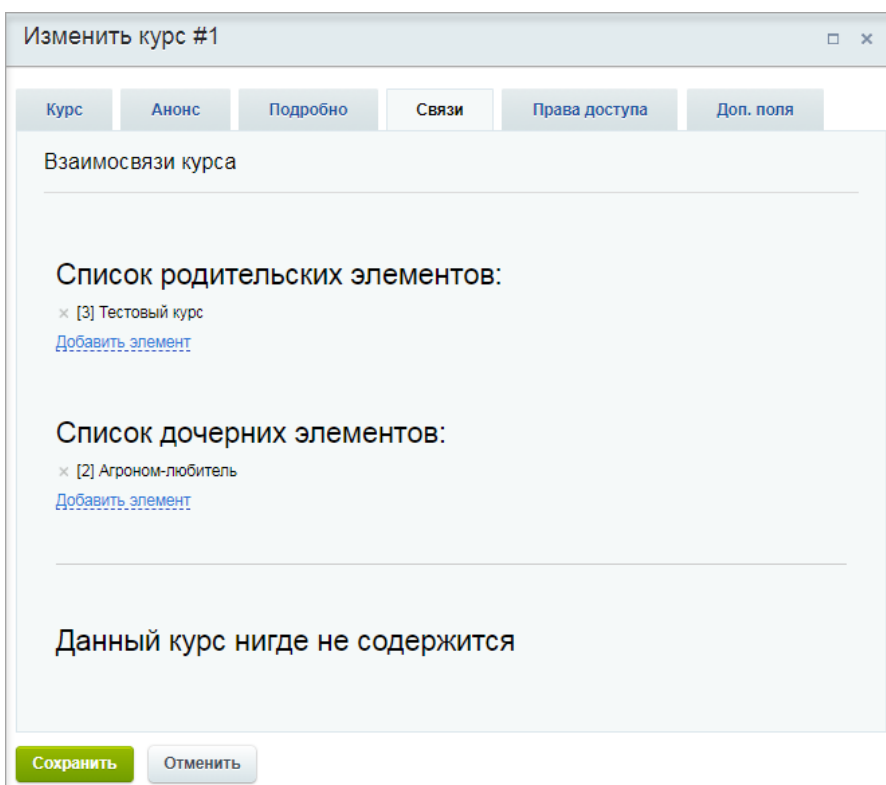 Изменить курс #1
Курс Анонс Подробно Связи Права доступа Доп. поля
Взаимосвязи курса
Список родительских элементов:
[3] Тестовый курс
Добавить элемент
Список дочерних элементов:
[2] Агроном-любитель
Добавить элемент
Данный курс нигде не содержится
Сохранить Отменить